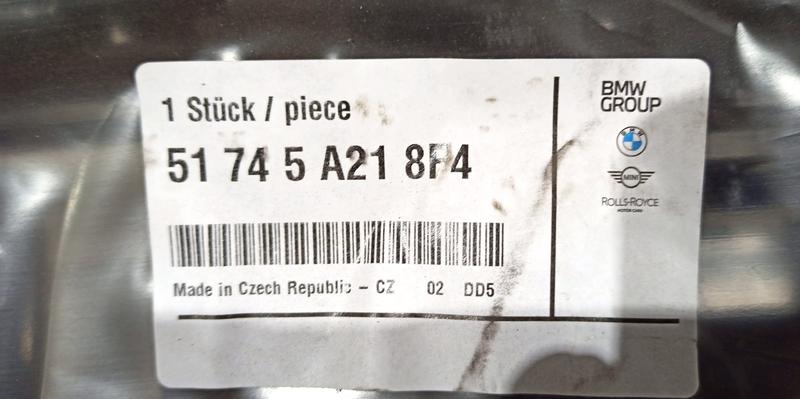 1 Stück / piece
51 74 5 A21 8F4
Made in Czech Republic - CZ 02 DD5
BMW
GROUP
BMW
MINI
ROLLS-ROYCE
MOTOR CARS